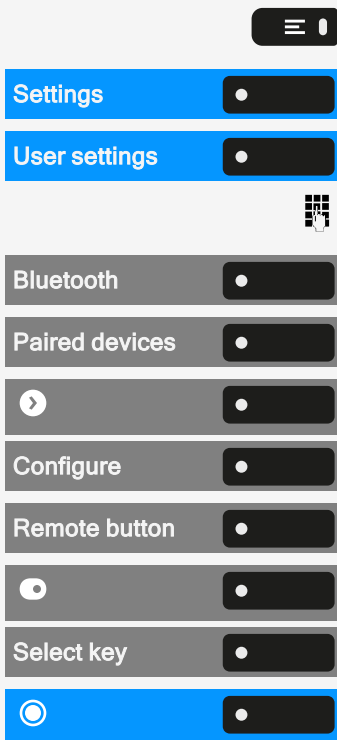 Settings
User settings
Bluetooth
Paired devices
Configure
Remote button
Select key